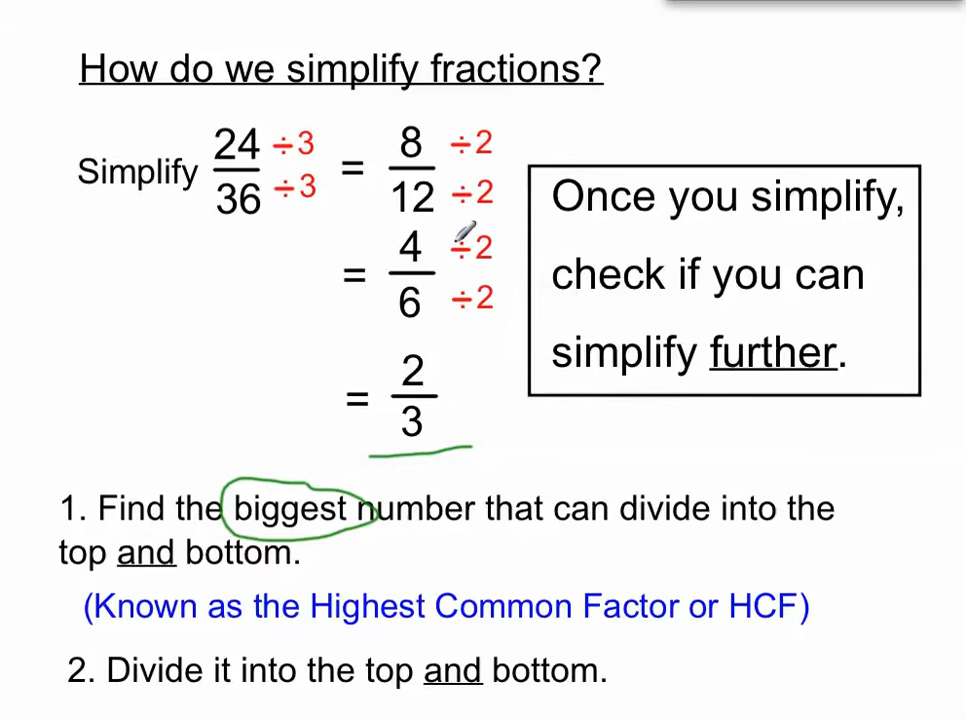 How do we simplify fractions?
Simplify 24/36 ÷3 ÷3 = 8/12 ÷2 ÷2
= 4/6 ÷2 ÷2
= 2/3
Once you simplify,
check if you can
simplify further.
1. Find the biggest number that can divide into the
top and bottom.
(Known as the Highest Common Factor or HCF)
2. Divide it into the top and bottom.